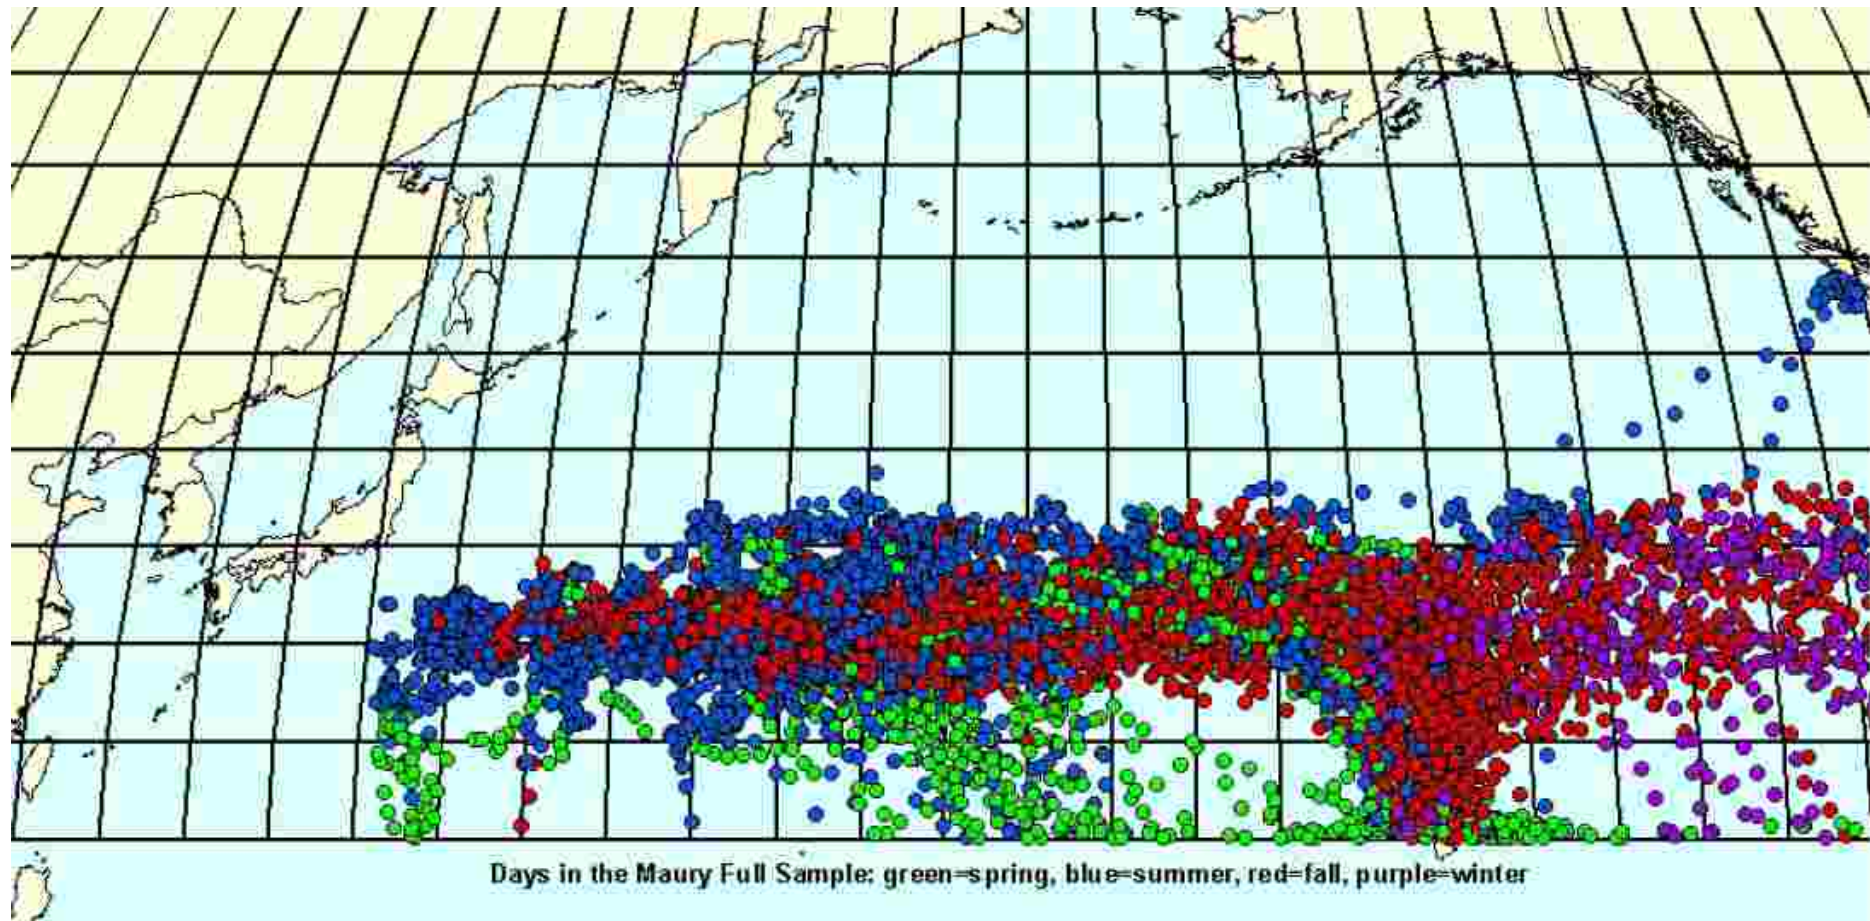 Days in the Maury Full Sample: green=spring, blue=summer, red=fall, purple=winter